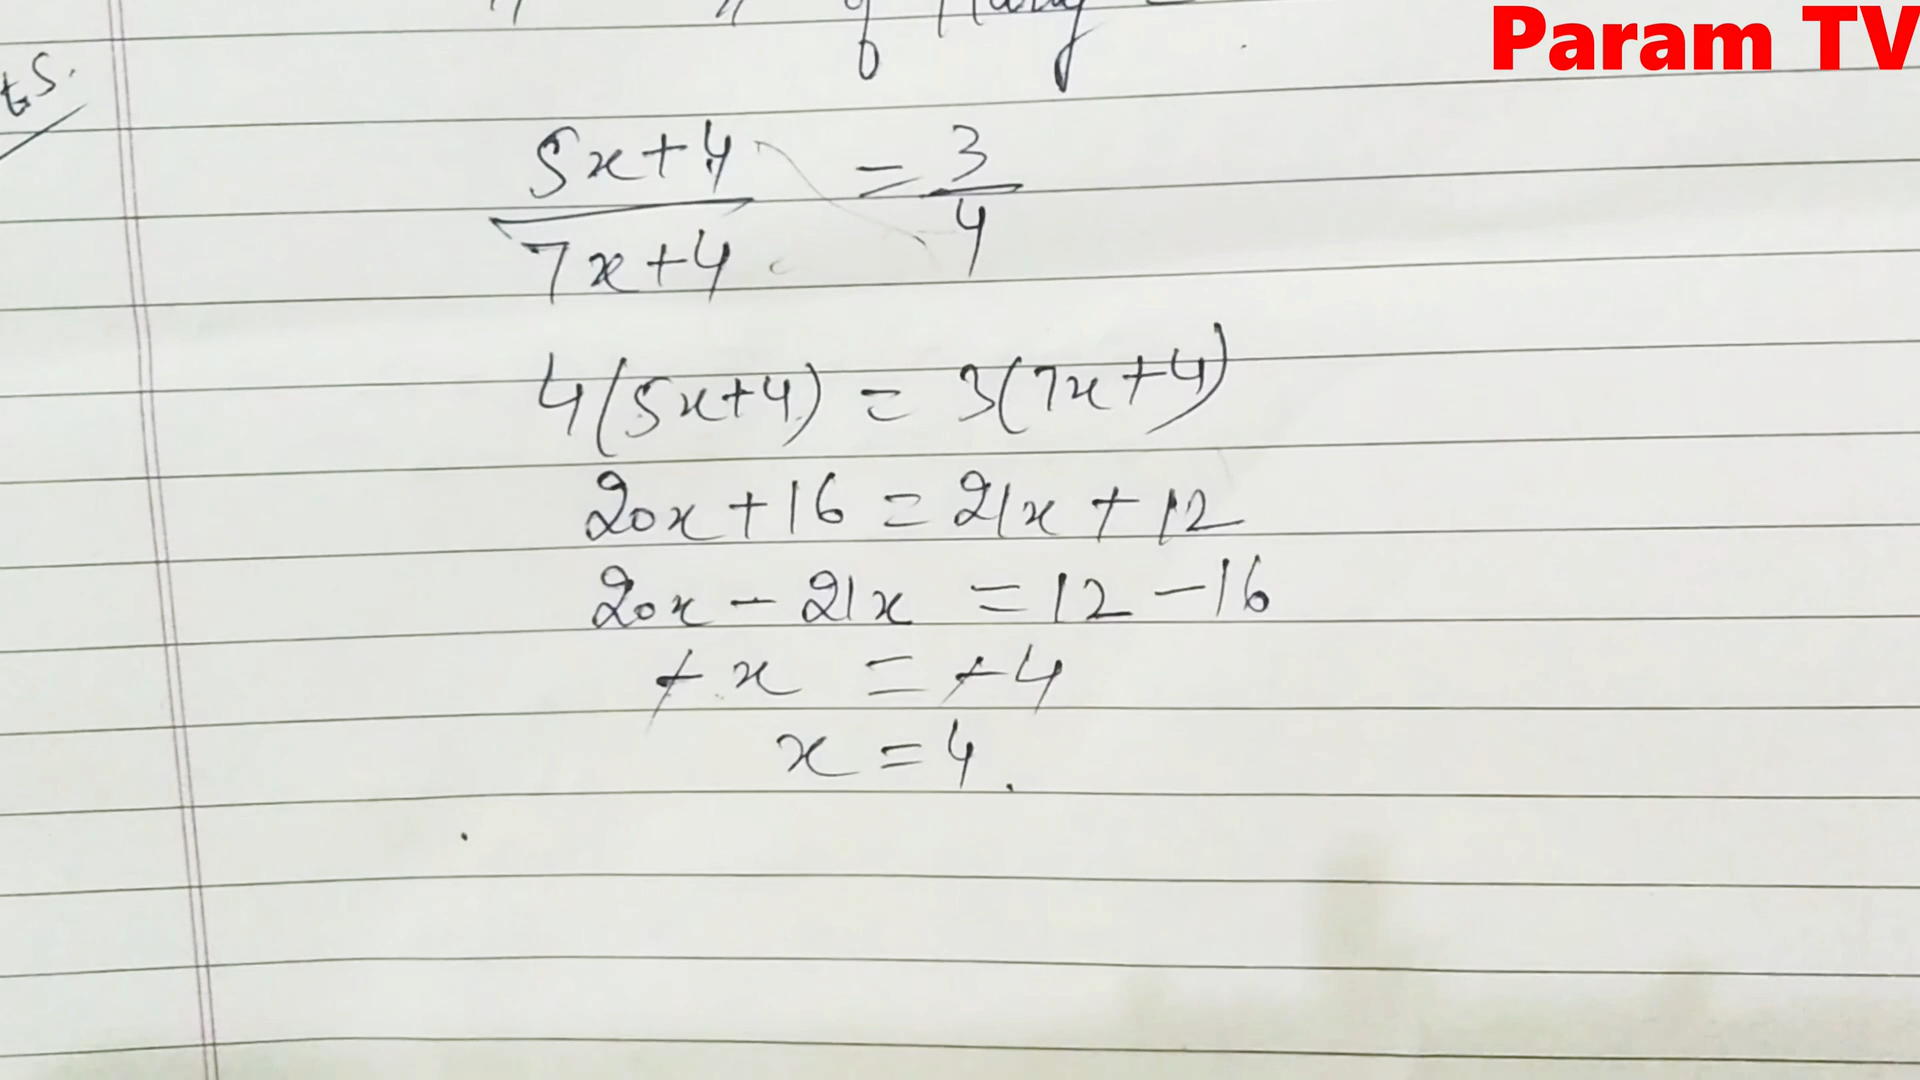 Param TV
5x+4 / 7x+4 = 3/4
4(5x+4) = 3(7x+4)
20x + 16 = 21x + 12
20x - 21x = 12 - 16
- x = - 4
x = 4.